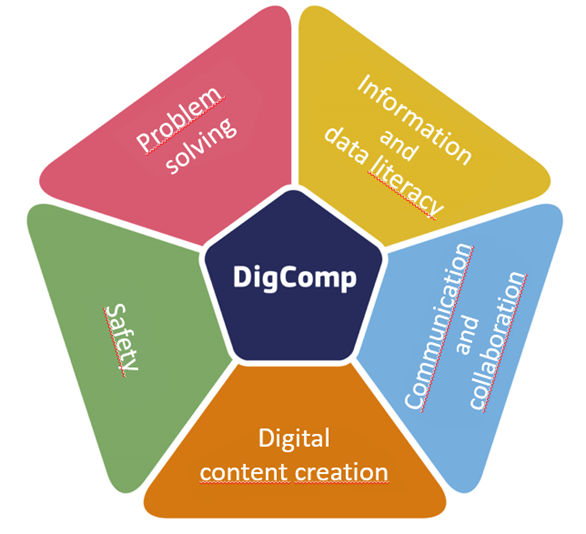 Problem
solving
Information
and
data literacy
DigComp
Communication
and
collaboration
Safety
Digital
content creation